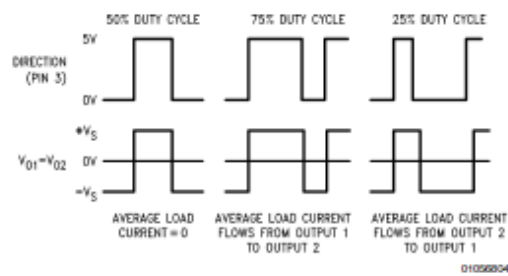 50% DUTY CYCLE 75% DUTY CYCLE 25% DUTY CYCLE
5V
DIRECTION
(PIN 3)
0V
+VS
VO1=VO2 0V
−VS
AVERAGE LOAD
CURRENT = 0
AVERAGE LOAD CURRENT
FLOWS FROM OUTPUT 1
TO OUTPUT 2
AVERAGE LOAD CURRENT
FLOWS FROM OUTPUT 2
TO OUTPUT 1
01056804